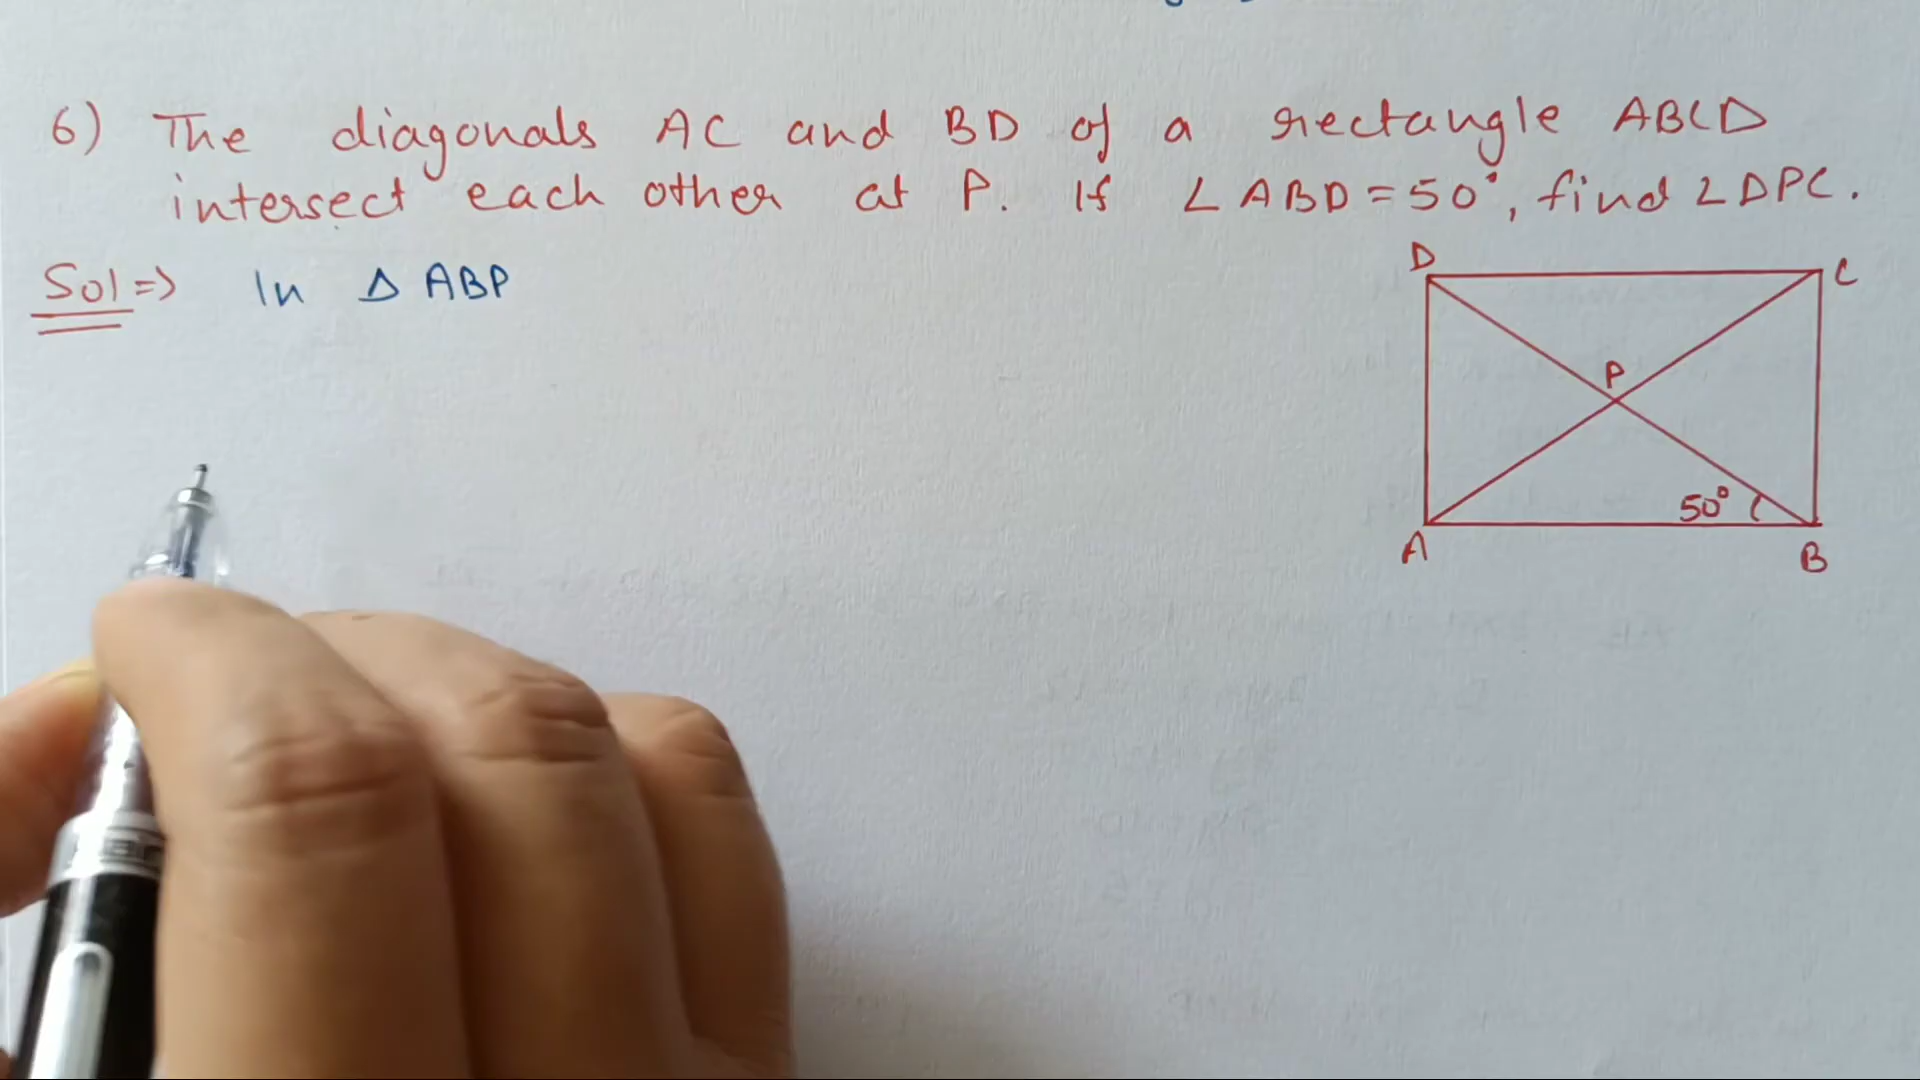 6) The diagonals AC and BD of a rectangle ABCD
intersect each other at P. If ∠ABD = 50°, find ∠DPC.
Sol => In Δ ABP
D
C
P
50°
A
B